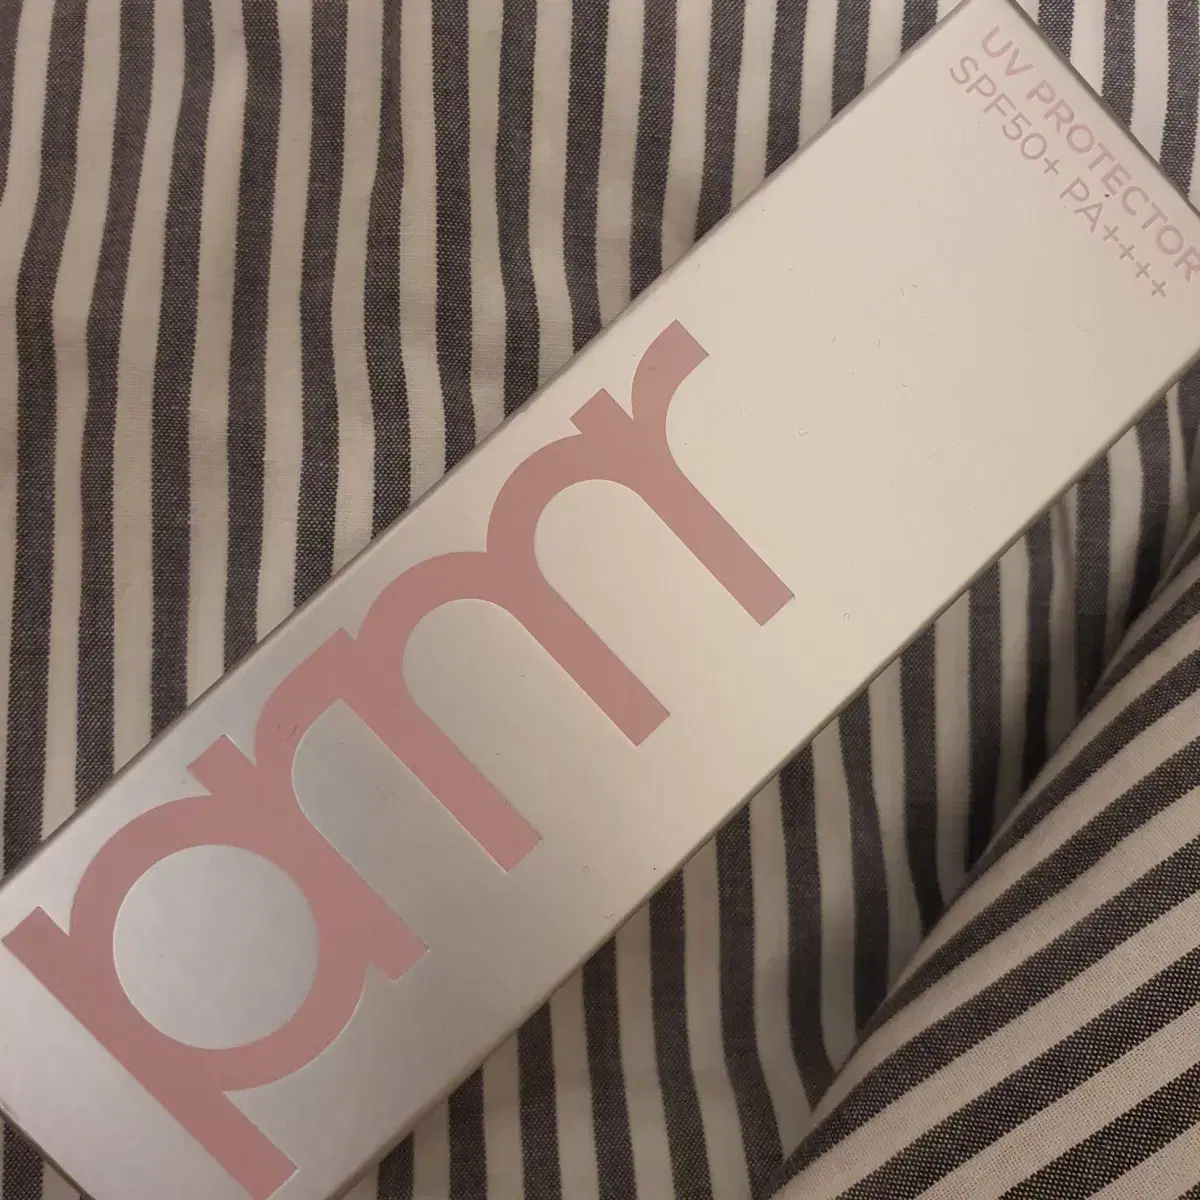 UV PROTECTOR
SPF50+ PA++++
pmr